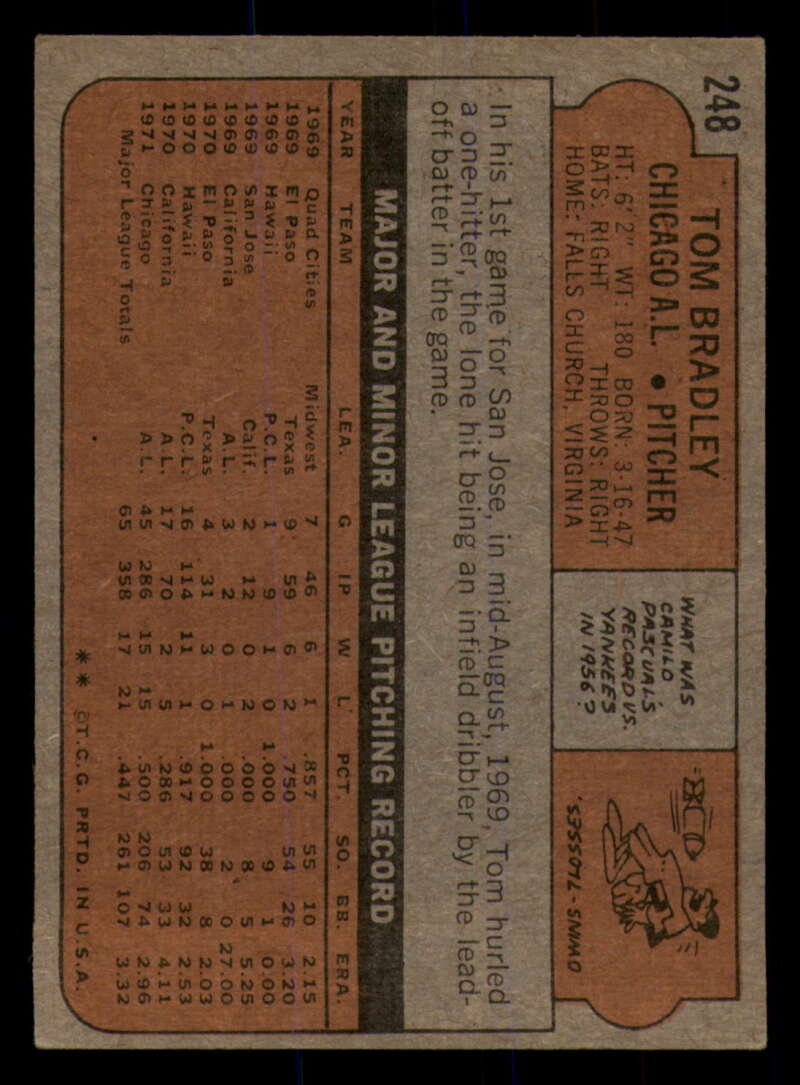 248
TOM BRADLEY
CHICAGO A.L. • PITCHER
HT: 6'2" WT: 180 BORN: 3-16-47
BATS: RIGHT THROWS: RIGHT
HOME: FALLS CHURCH, VIRGINIA
WHAT WAS
CAMILO
PASCUAL'S
RECORD VS.
YANKEES
IN 1956?
0 WINS-7 LOSSES.
In his 1st game for San Jose, in mid-August, 1969, Tom hurled
a one-hitter, the lone hit being an infield dribbler by the lead-
off batter in the game.
MAJOR AND MINOR LEAGUE PITCHING RECORD
YEAR TEAM LEA. G IP W L PCT. SO. BB. ERA.
1969 Quad Cities Midwest 7 46 6 1 .857 55 10 2.15
1969 El Paso Texas 9 59 6 2 .750 54 26 3.20
1969 Hawaii P.C.L. 1 9 1 0 1.000 9 1 0.00
1969 San Jose Calif. 2 12 0 2 .000 8 5 5.25
1969 California A.L. 3 2 0 1 .000 2 0 27.00
1970 El Paso Texas 4 31 3 0 1.000 38 8 2.03
1970 Hawaii P.C.L. 16 114 11 1 .917 92 32 2.53
1970 California A.L. 17 70 2 5 .286 53 33 4.11
1971 Chicago A.L. 45 286 15 15 .500 206 74 2.96
Major League Totals 65 358 17 21 .447 261 107 3.32
** ©T.C.G. PRTD. IN U.S.A.